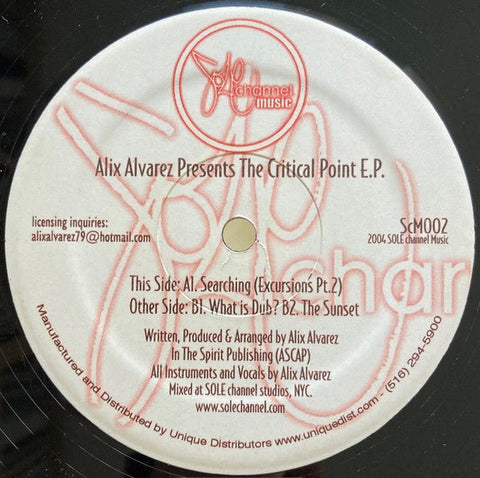 SOLE channel music
Alix Alvarez Presents The Critical Point E.P.
licensing inquiries:
alixalvarez79@hotmail.com
ScM002
2004 SOLE channel Music
This Side: A1. Searching (Excursions Pt.2)
Other Side: B1. What is Dub? B2. The Sunset
Written, Produced & Arranged by Alix Alvarez
In The Spirit Publishing (ASCAP)
All Instruments and Vocals by Alix Alvarez
Mixed at SOLE channel studios, NYC.
www.solechannel.com
Manufactured and Distributed by Unique Distributors www.uniquedist.com - (516) 294-5900
SOLE
char